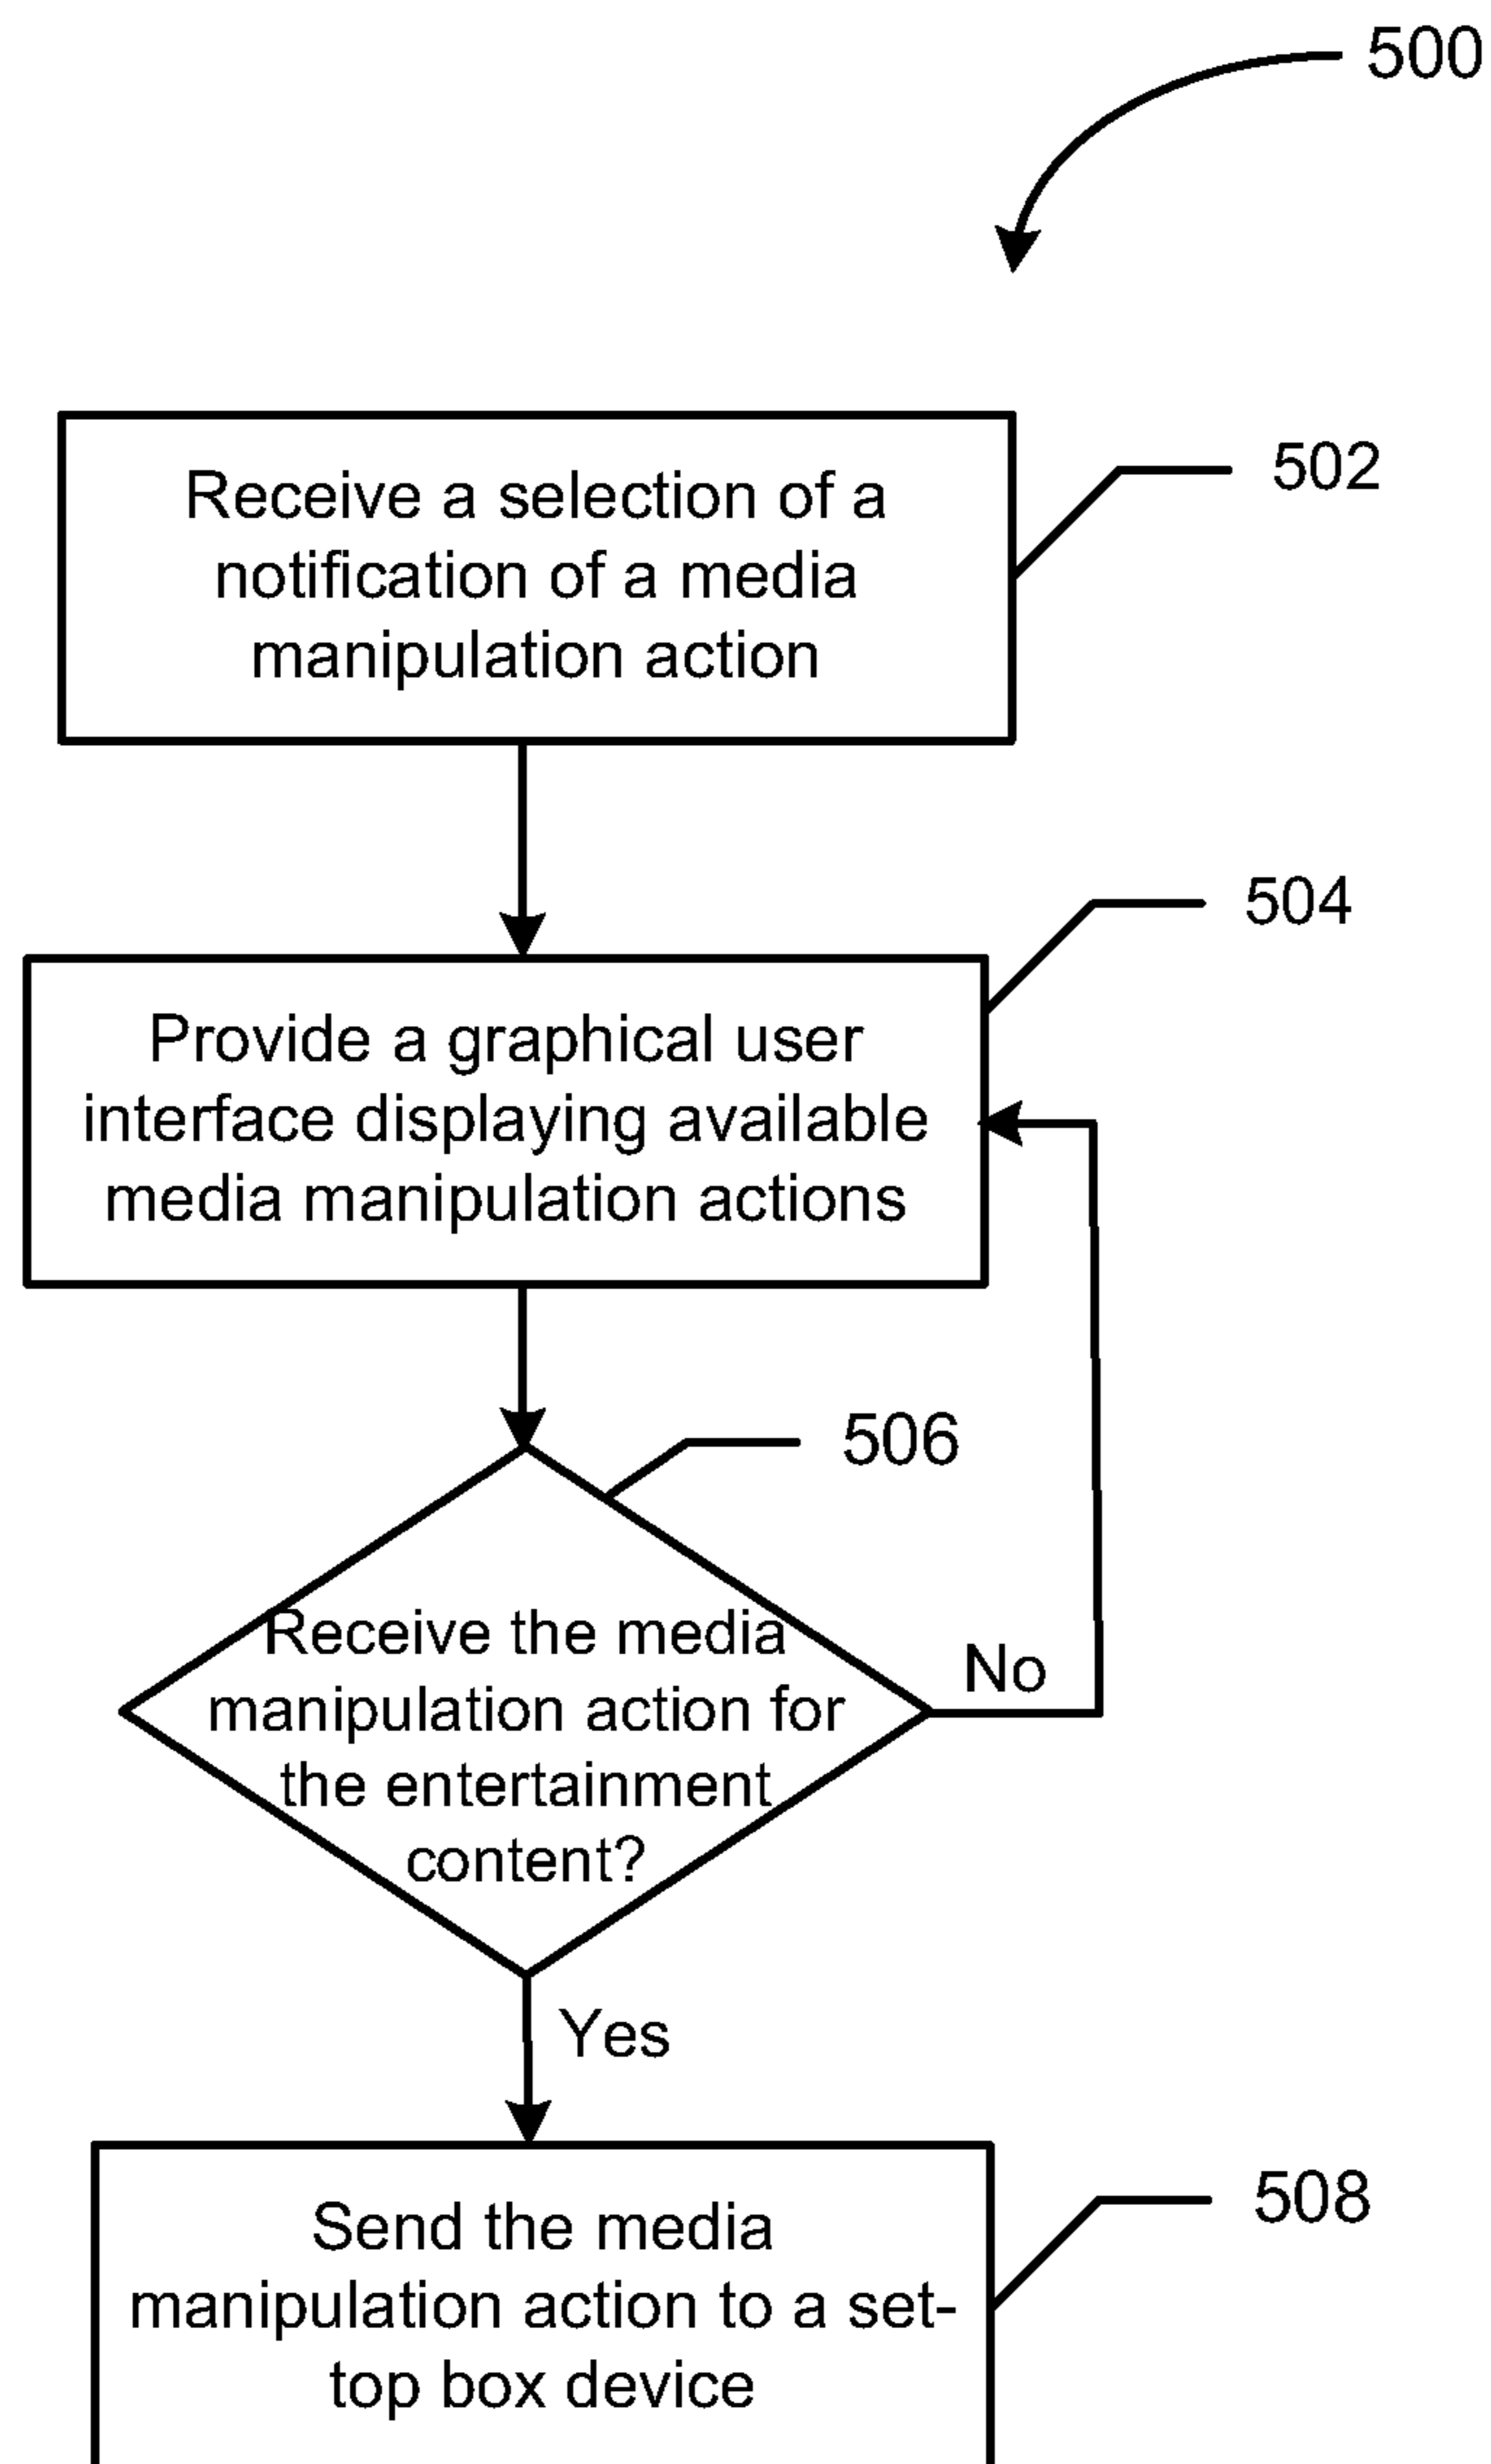 500
Receive a selection of a
notification of a media
manipulation action
502
504
Provide a graphical user
interface displaying available
media manipulation actions
506
Receive the media
manipulation action for
the entertainment
content?
No
Yes
Send the media
manipulation action to a set-
top box device
508